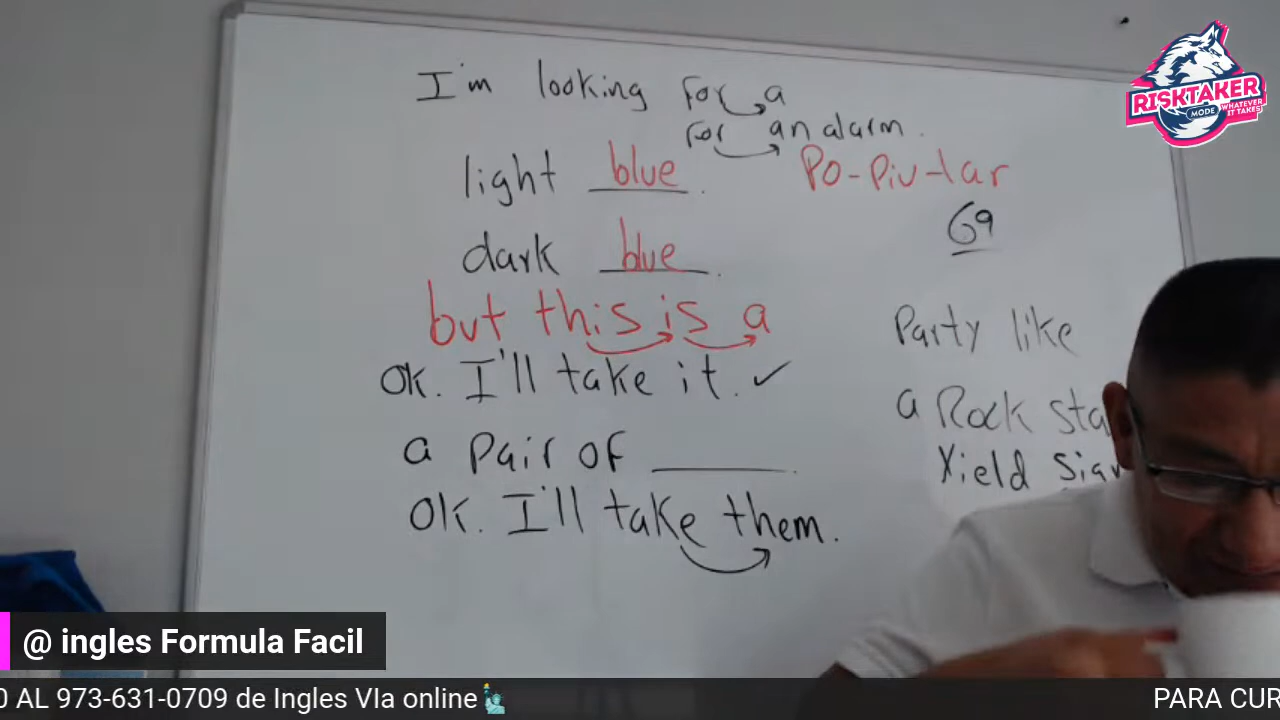 I'm looking for a
for an alarm.
light blue.
Po-Piu-lar
69
dark blue.
but this is a
ok. I'll take it. ✓
a pair of ______.
ok. I'll take them.
Party like
a Rock
Yield
RISKTAKER
MODE WHATEVER IT TAKES
@ ingles Formula Facil
0 AL 973-631-0709 de Ingles VIa online
PARA CUR